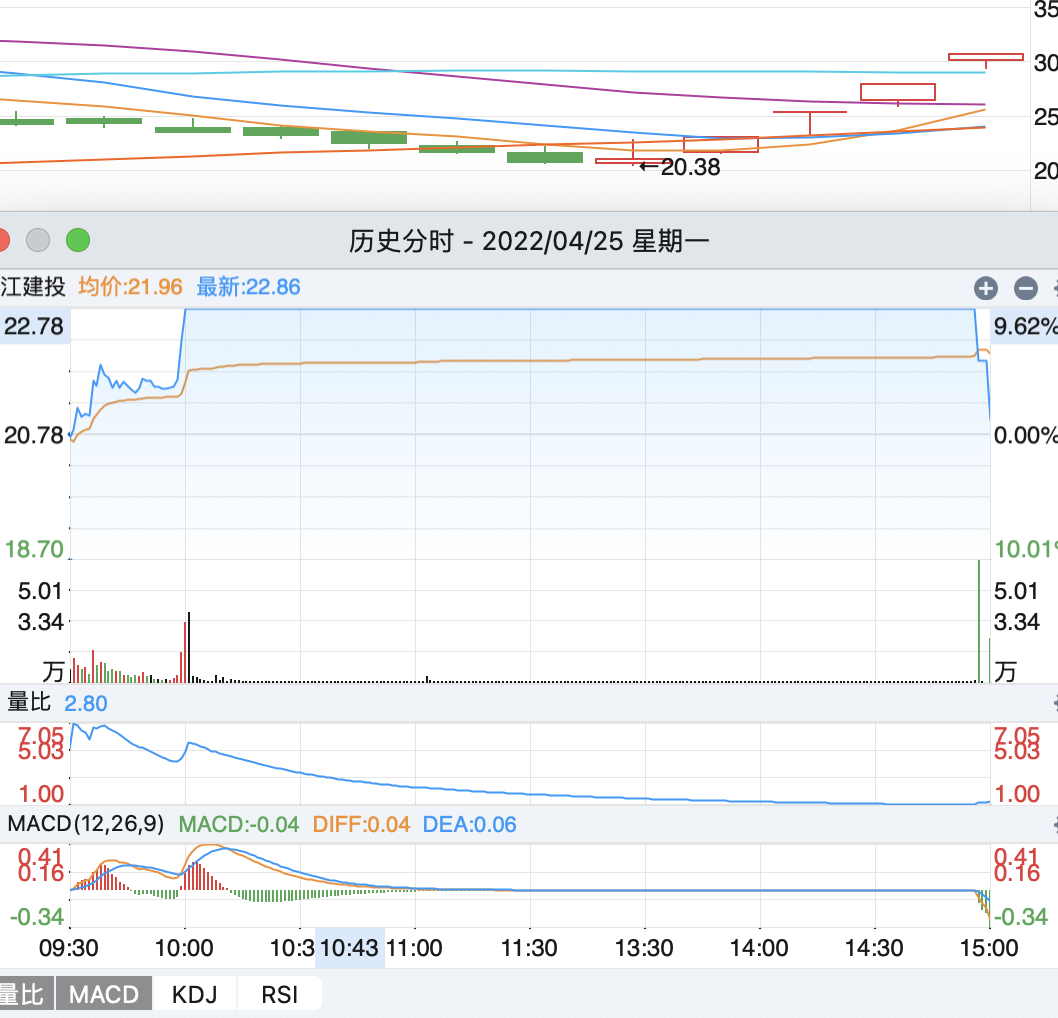 35
30
25
20
←20.38
历史分时 - 2022/04/25 星期一
江建投 均价:21.96 最新:22.86
22.78 9.62%
20.78 0.00%
18.70 10.01%
5.01 5.01
3.34 3.34
万 万
量比 2.80
7.05 7.05
5.03 5.03
1.00 1.00
MACD(12,26,9) MACD:-0.04 DIFF:0.04 DEA:0.06
0.41 0.41
0.16 0.16
-0.34 -0.34
09:30 10:00 10:3 10:43 11:00 11:30 13:30 14:00 14:30 15:00
量比 MACD KDJ RSI